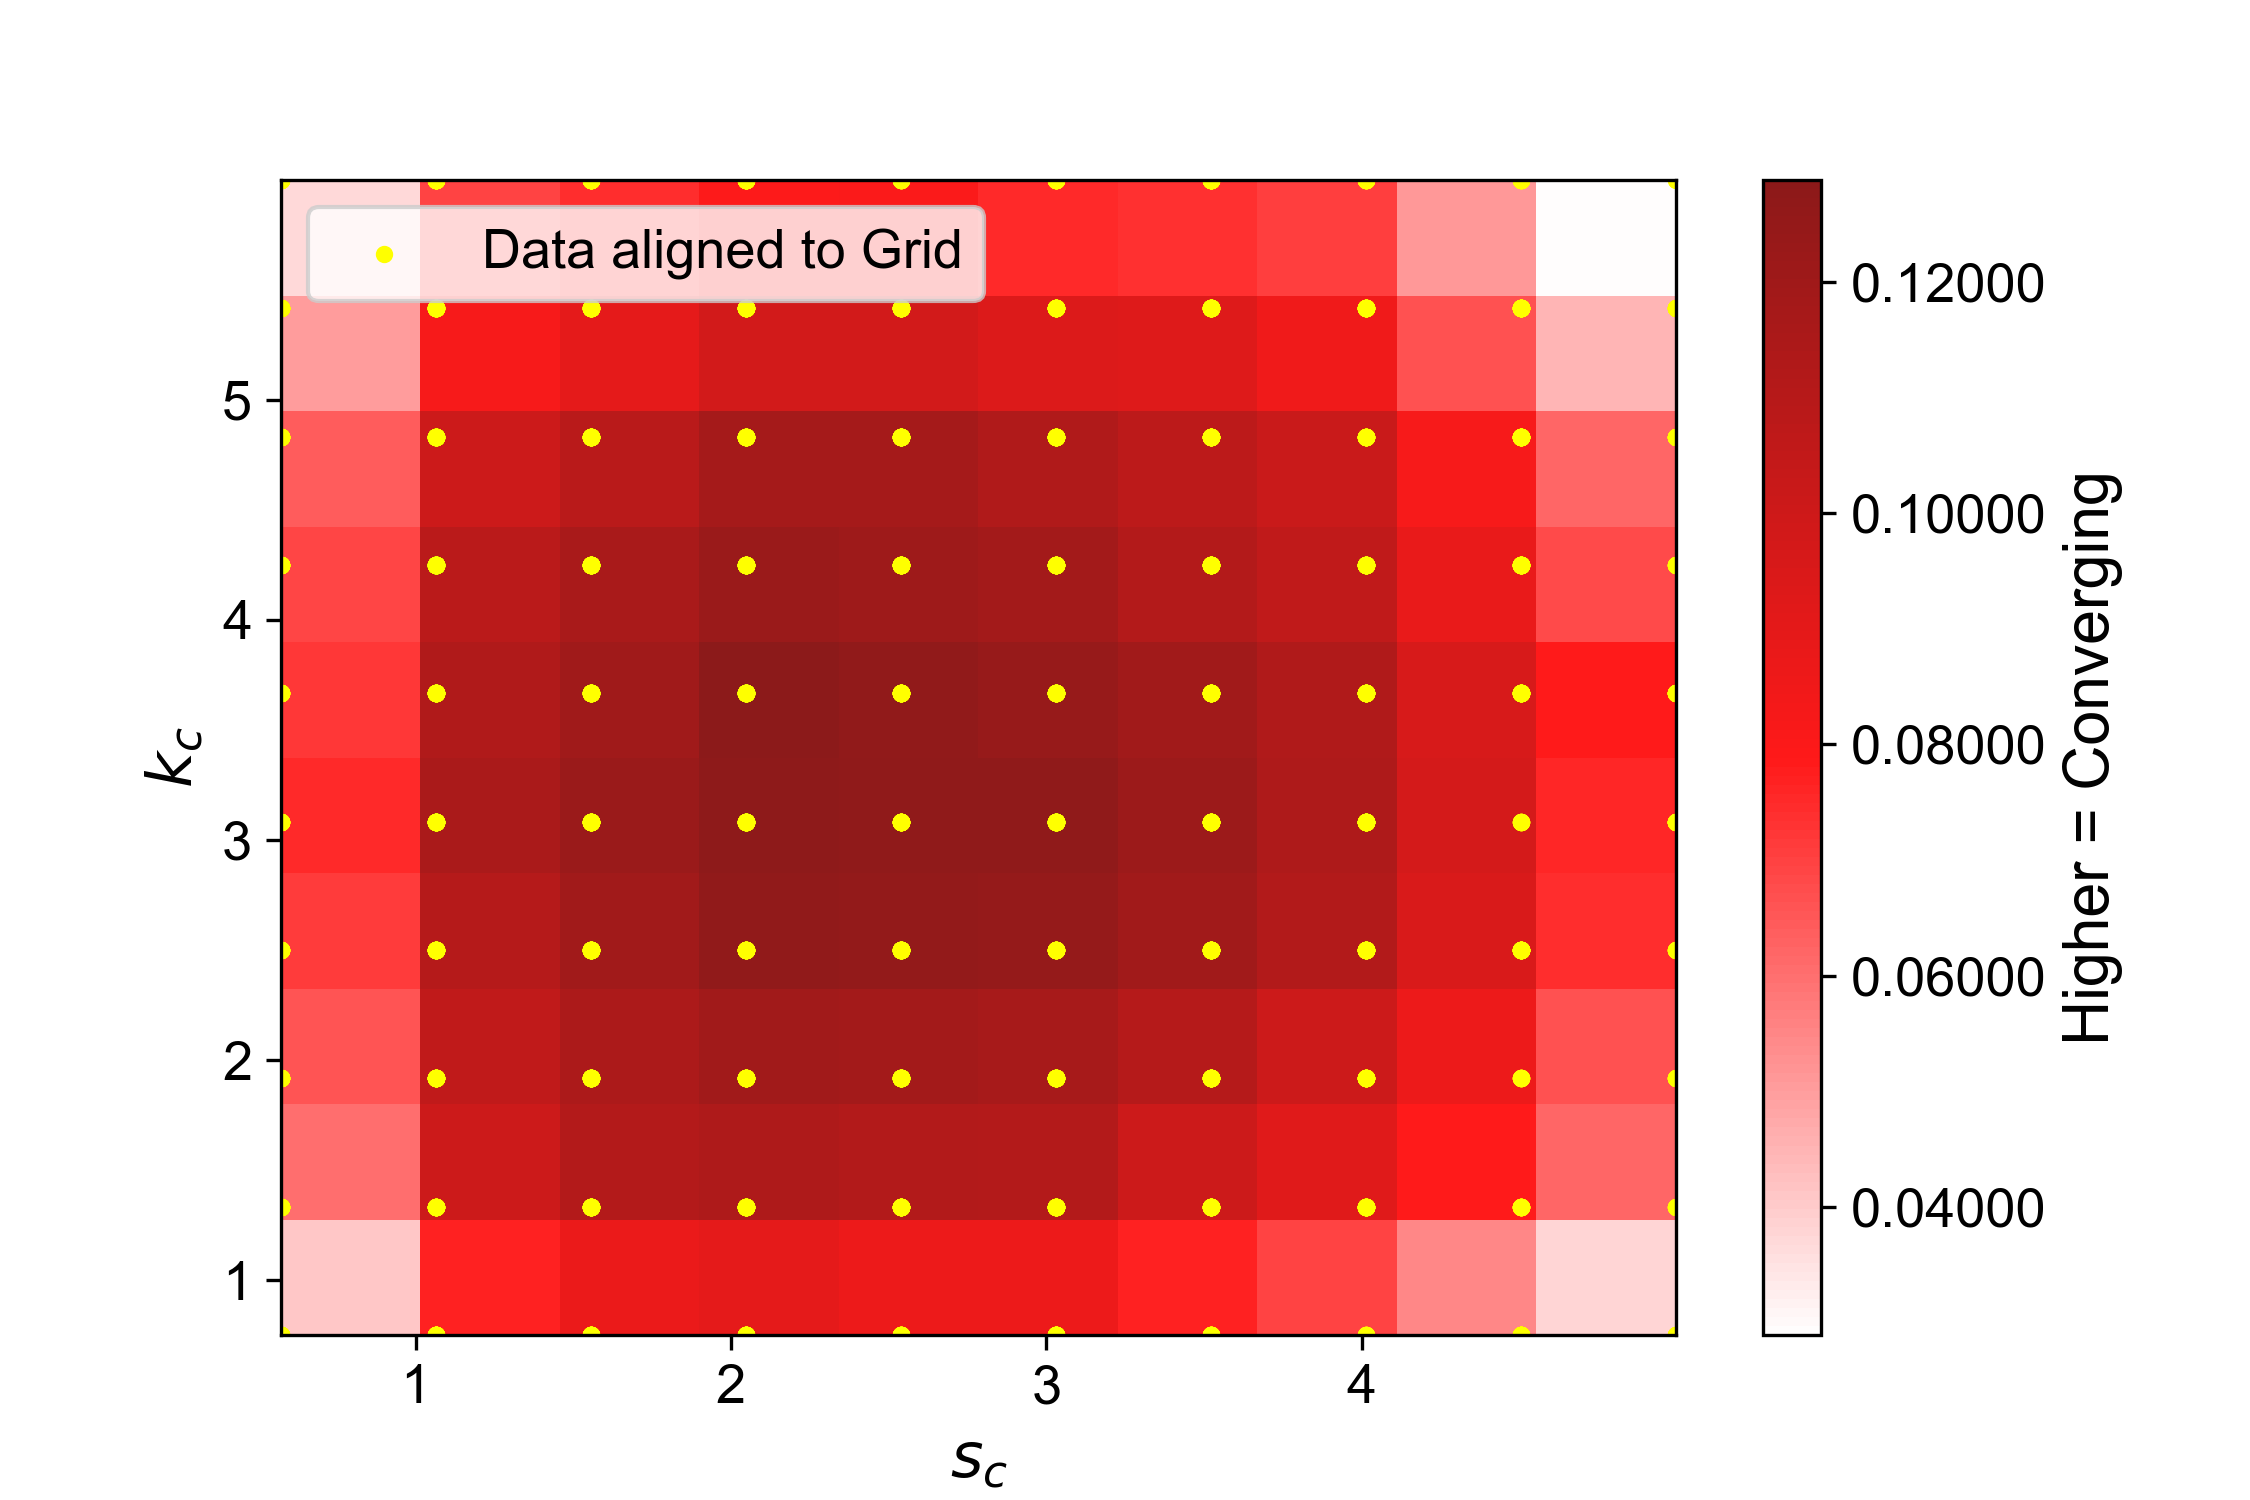 Data aligned to Grid
5
4
3
2
1
k_c
1 2 3 4
s_c
0.12000
0.10000
0.08000
0.06000
0.04000
Higher = Converging